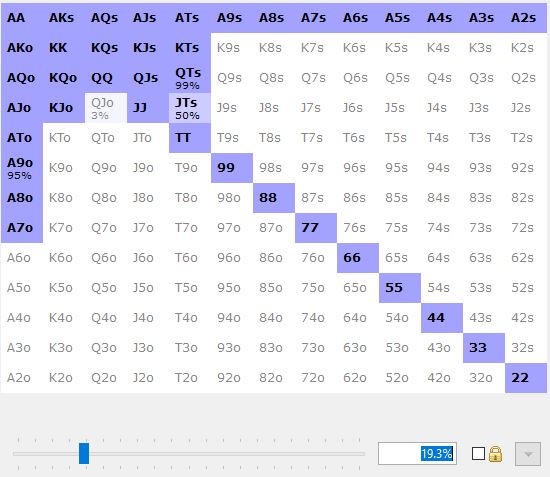 AA AKs AQs AJs ATs A9s A8s A7s A6s A5s A4s A3s A2s
AKo KK KQs KJs KTs K9s K8s K7s K6s K5s K4s K3s K2s
AQo KQo QQ QJs QTs Q9s Q8s Q7s Q6s Q5s Q4s Q3s Q2s
99%
AJo KJo QJo JJ JTs J9s J8s J7s J6s J5s J4s J3s J2s
3% 50%
ATo KTo QTo JTo TT T9s T8s T7s T6s T5s T4s T3s T2s
A9o K9o Q9o J9o T9o 99 98s 97s 96s 95s 94s 93s 92s
95%
A8o K8o Q8o J8o T8o 98o 88 87s 86s 85s 84s 83s 82s
A7o K7o Q7o J7o T7o 97o 87o 77 76s 75s 74s 73s 72s
A6o K6o Q6o J6o T6o 96o 86o 76o 66 65s 64s 63s 62s
A5o K5o Q5o J5o T5o 95o 85o 75o 65o 55 54s 53s 52s
A4o K4o Q4o J4o T4o 94o 84o 74o 64o 54o 44 43s 42s
A3o K3o Q3o J3o T3o 93o 83o 73o 63o 53o 43o 33 32s
A2o K2o Q2o J2o T2o 92o 82o 72o 62o 52o 42o 32o 22
19.3%